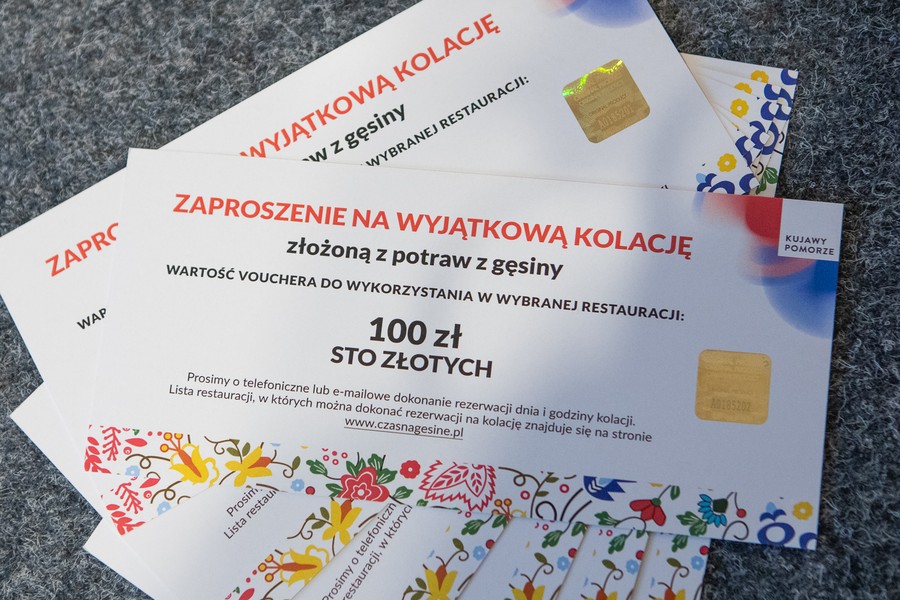 WYJĄTKOWĄ KOLACJĘ
z gęsiny
WYBRANEJ RESTAURACJI:
ZAPROSZENIE NA WYJĄTKOWĄ KOLACJĘ
złożoną z potraw z gęsiny
WARTOŚĆ VOUCHERA DO WYKORZYSTANIA W WYBRANEJ RESTAURACJI:
100 zł
STO ZŁOTYCH
Prosimy o telefoniczne lub e-mailowe dokonanie rezerwacji dnia i godziny kolacji.
Lista restauracji, w których można dokonać rezerwacji na kolację znajduje się na stronie
www.czasnagesine.pl
KUJAWY
POMORZE
ZAPRO
WAR
Prosimy
Lista restau
Prosimy o telefoniczn
restauracji, w któryc